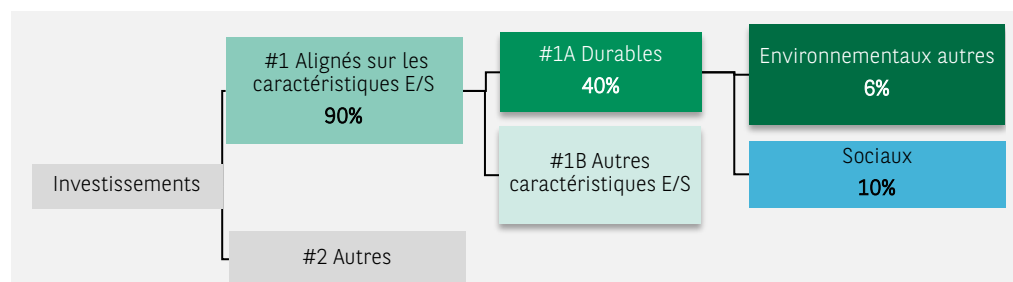 #1 Alignés sur les
caractéristiques E/S
90%
#1A Durables
40%
Environnementaux autres
6%
#1B Autres
caractéristiques E/S
Sociaux
10%
Investissements
#2 Autres